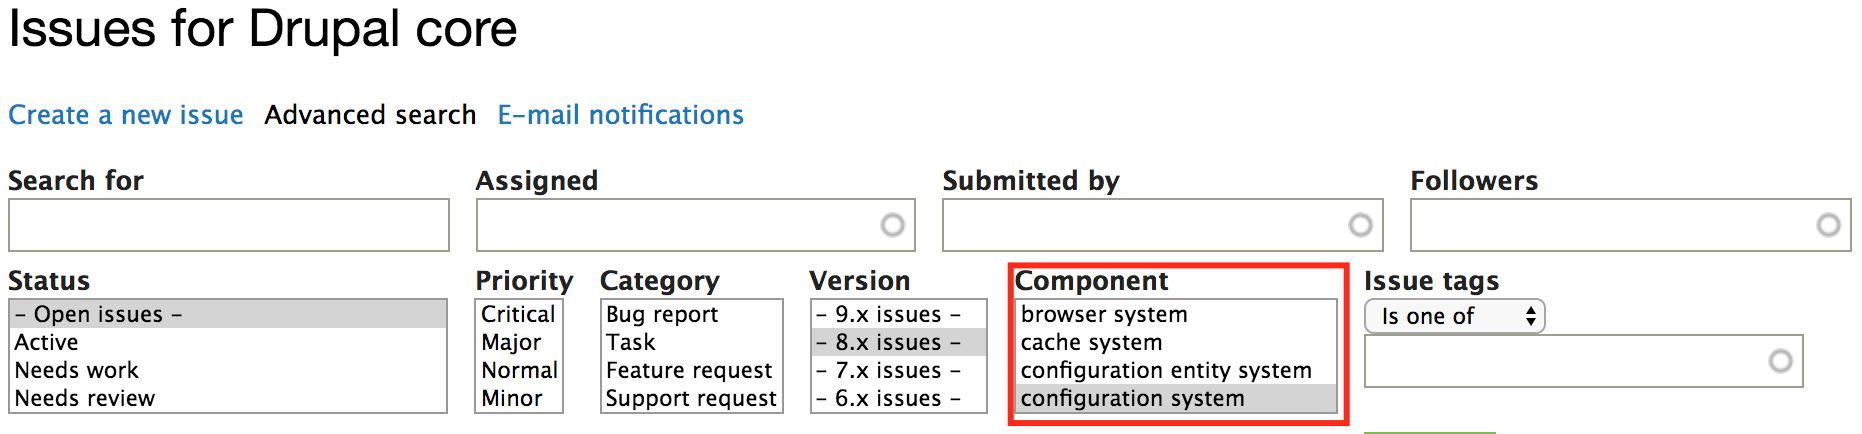 Issues for Drupal core
Create a new issue Advanced search E-mail notifications
Search for Assigned Submitted by Followers
Status Priority Category Version Component Issue tags
- Open issues - Critical Bug report - 9.x issues - browser system Is one of
Active Major Task - 8.x issues - cache system
Needs work Normal Feature request - 7.x issues - configuration entity system
Needs review Minor Support request - 6.x issues - configuration system